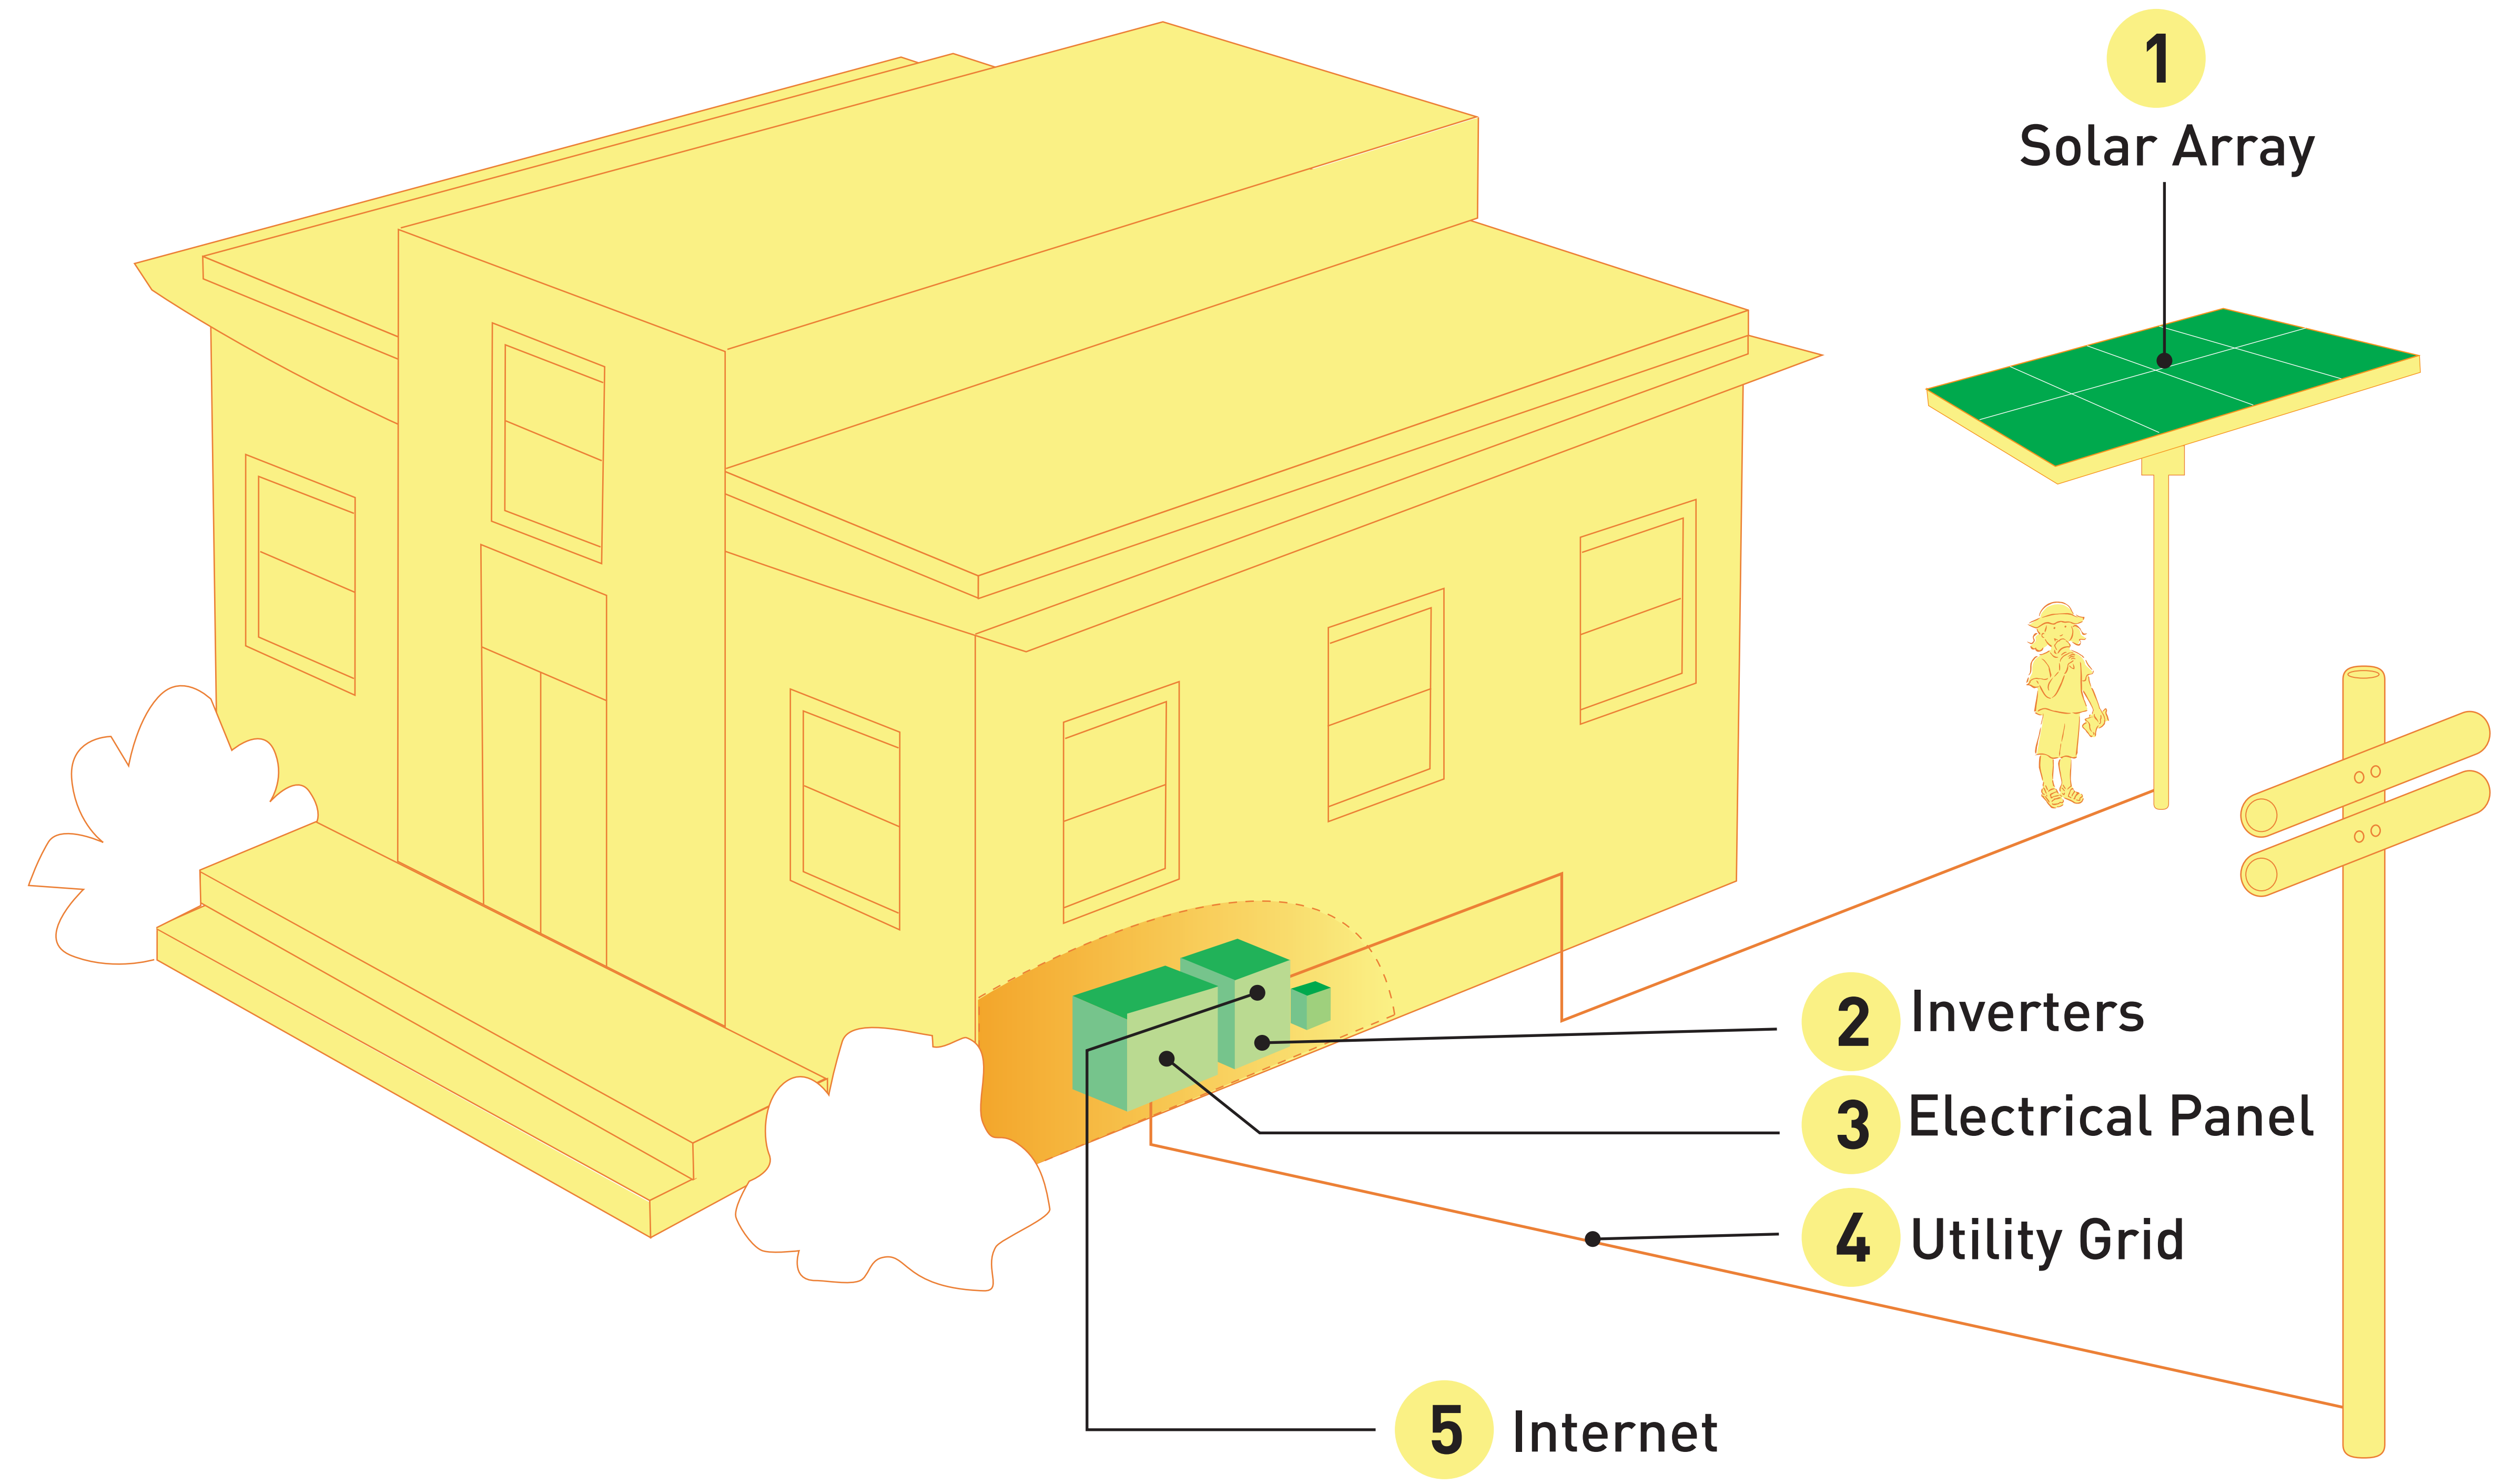 1
Solar Array
2 Inverters
3 Electrical Panel
4 Utility Grid
5 Internet